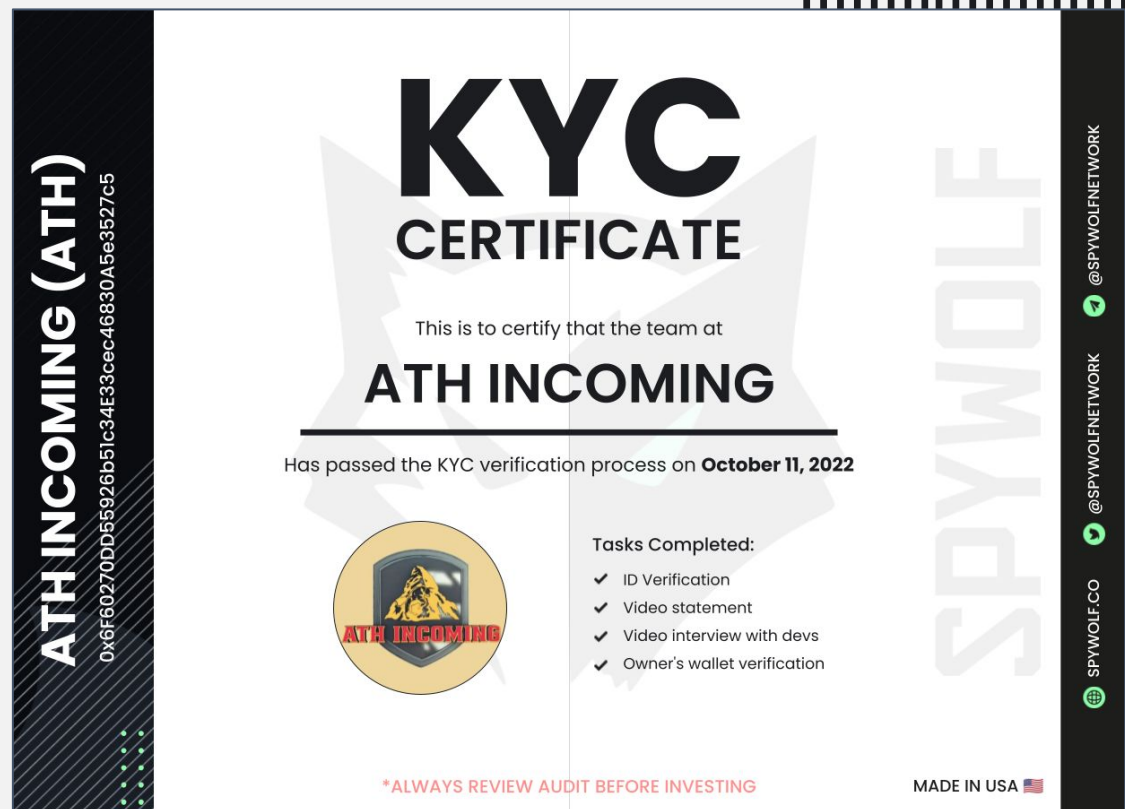 ATH INCOMING (ATH)
0x6F60270DD55926b51c34E33cec46830A5e3527c5
KYC
CERTIFICATE
This is to certify that the team at
ATH INCOMING
Has passed the KYC verification process on October 11, 2022
ATH INCOMING
Tasks Completed:
✔ ID Verification
✔ Video statement
✔ Video interview with devs
✔ Owner's wallet verification
*ALWAYS REVIEW AUDIT BEFORE INVESTING
MADE IN USA 🇺🇸
SPYWOLF
SPYWOLF.CO
@SPYWOLFNETWORK
@SPYWOLFNETWORK